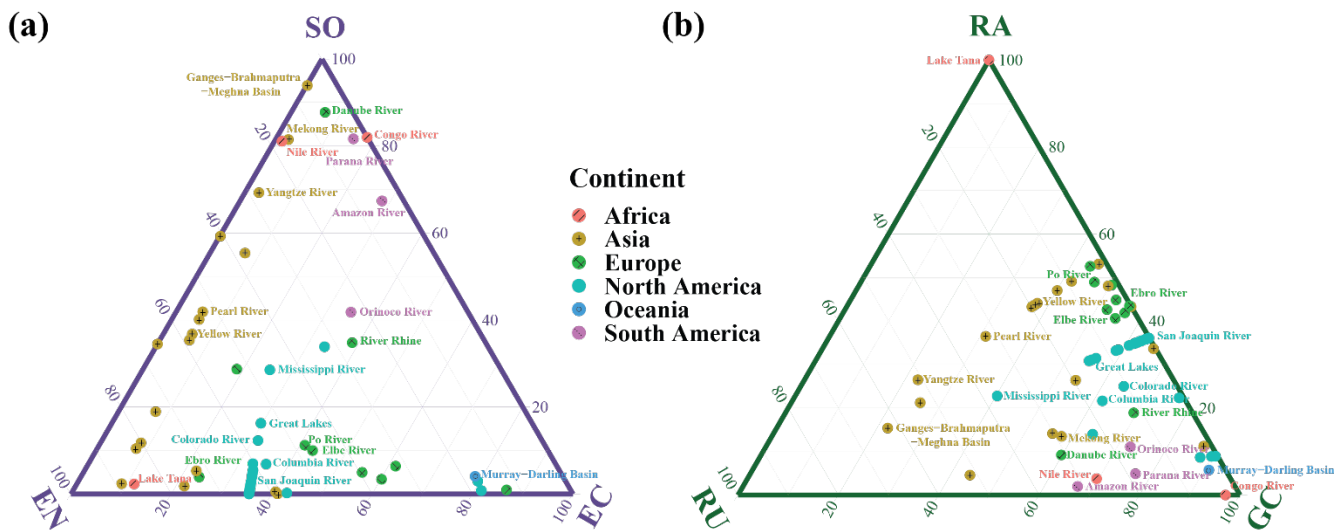 (a)
SO
100
Ganges−Brahmaputra
−Meghna Basin
Danube River
20
Mekong River
Congo River
Nile River
80
Parana River
Yangtze River
Amazon River
40
60
60
Pearl River
Orinoco River
40
Yellow River
River Rhine
Mississippi River
80
20
Great Lakes
Colorado River
Po River
Elbe River
Ebro River
Columbia River
Lake Tana
San Joaquin River
Murray−Darling Basin
100
20
40
60
80
100
EN
EC
Continent
Africa
Asia
Europe
North America
Oceania
South America
(b)
RA
Lake Tana
100
20
80
40
60
Po River
Yellow River
Ebro River
60
Elbe River
40
Pearl River
San Joaquin River
Great Lakes
80
Yangtze River
Colorado River
Mississippi River
Columbia River
20
River Rhine
Ganges−Brahmaputra
−Meghna Basin
Mekong River
Orinoco River
Danube River
Nile River
Parana River
Murray−Darling Basin
Amazon River
Congo River
100
20
40
60
80
100
RU
GC